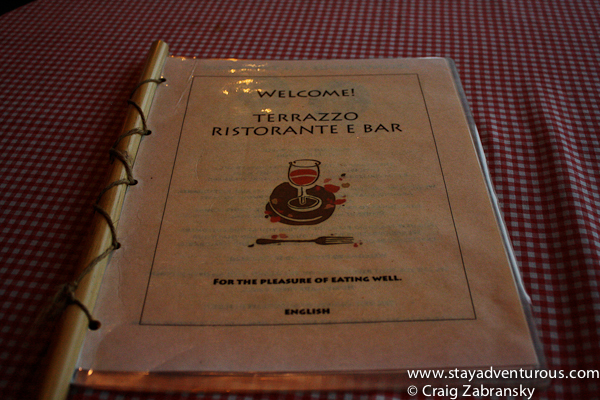 WELCOME!
TERRAZZO
RISTORANTE E BAR
FOR THE PLEASURE OF EATING WELL.
ENGLISH
www.stayadventurous.com
© Craig Zabransky